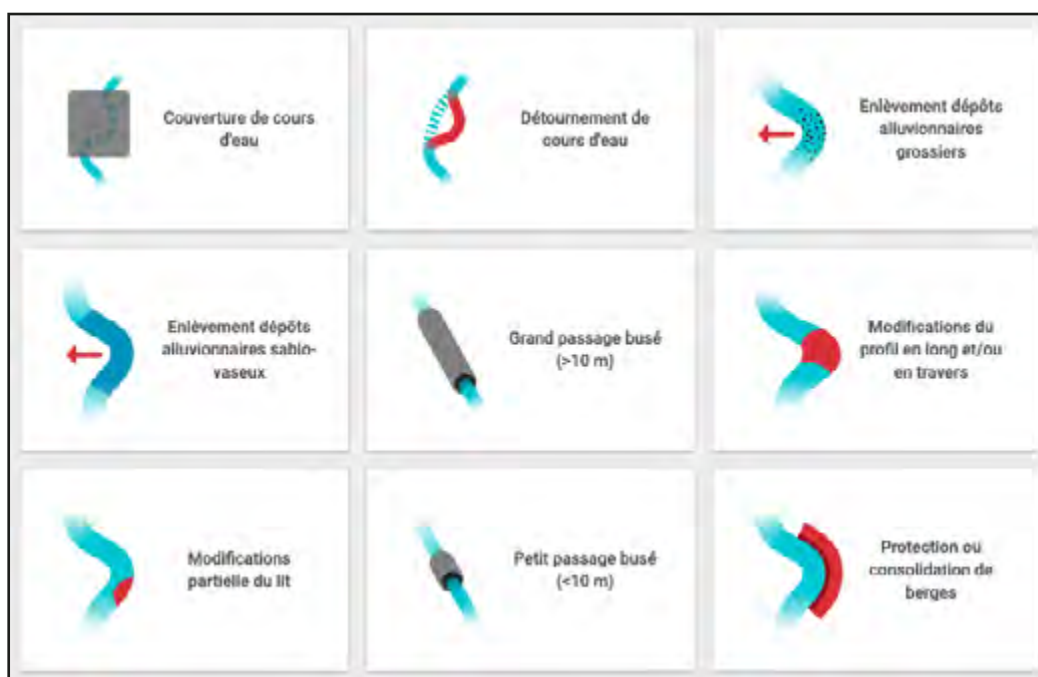 Couverture de cours
d'eau
Détournement de
cours d'eau
Enlèvement dépôts
alluvionnaires
grossiers
Enlèvement dépôts
alluvionnaires sablo-
vaseux
Grand passage busé
(>10 m)
Modifications du
profil en long et/ou
en travers
Modifications
partielle du lit
Petit passage busé
(<10 m)
Protection ou
consolidation de
berges